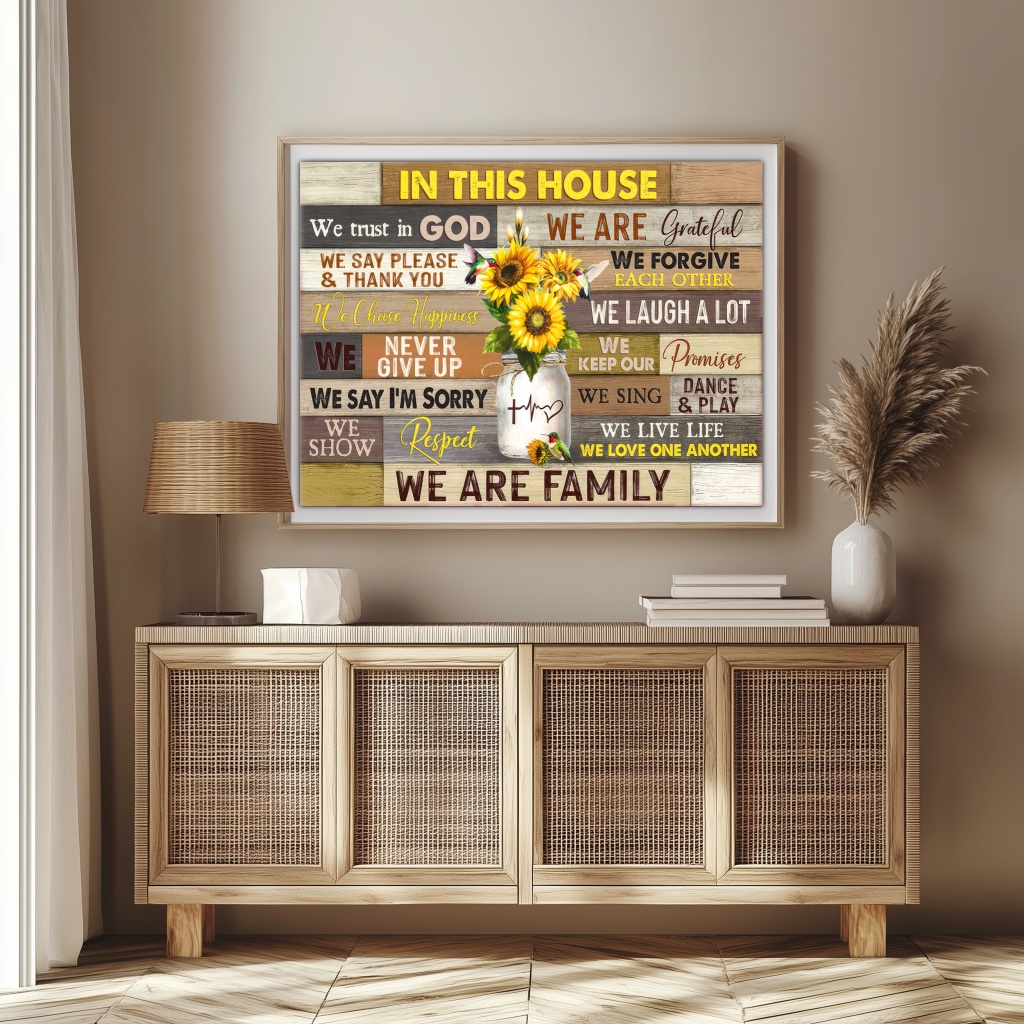 IN THIS HOUSE
We trust in GOD
WE ARE Grateful
WE SAY PLEASE
& THANK YOU
WE FORGIVE
EACH OTHER
We Choose Happiness
WE LAUGH A LOT
WE NEVER
GIVE UP
WE
KEEP OUR Promises
WE SAY I'M SORRY
WE SING DANCE
& PLAY
WE
SHOW Respect
WE LIVE LIFE
WE LOVE ONE ANOTHER
WE ARE FAMILY